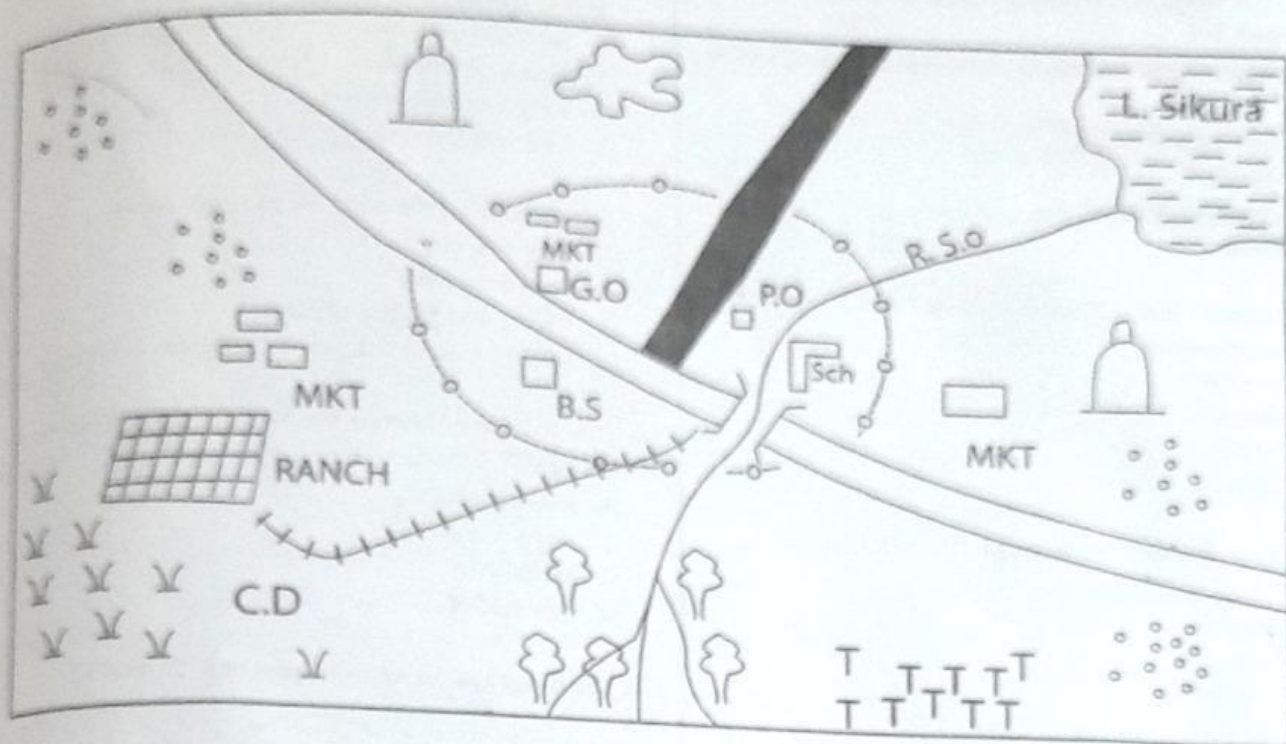 L. Sikura
R. S.O
MKT
G.O
P.O
Sch
B.S
MKT
MKT
RANCH
C.D
T
T T T T
T T T T T